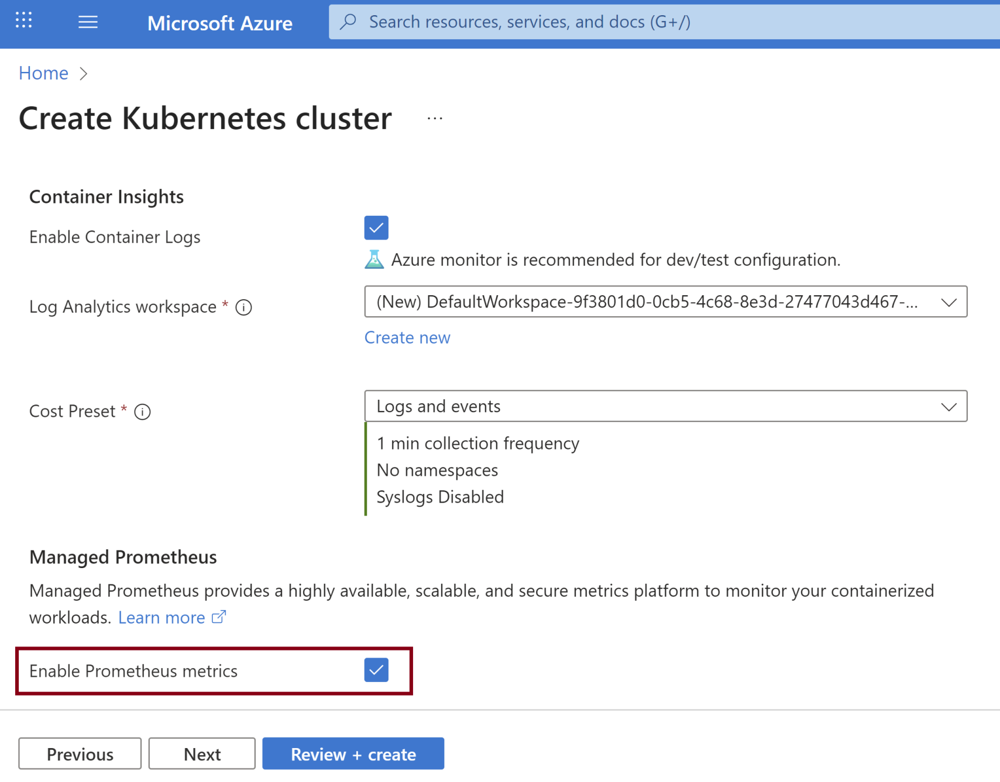 Microsoft Azure
Search resources, services, and docs (G+/)
Home
Create Kubernetes cluster
...
Container Insights
Enable Container Logs
Azure monitor is recommended for dev/test configuration.
Log Analytics workspace *
(New) DefaultWorkspace-9f3801d0-0cb5-4c68-8e3d-27477043d467-...
Create new
Cost Preset *
Logs and events
1 min collection frequency
No namespaces
Syslogs Disabled
Managed Prometheus
Managed Prometheus provides a highly available, scalable, and secure metrics platform to monitor your containerized
workloads. Learn more
Enable Prometheus metrics
Previous
Next
Review + create